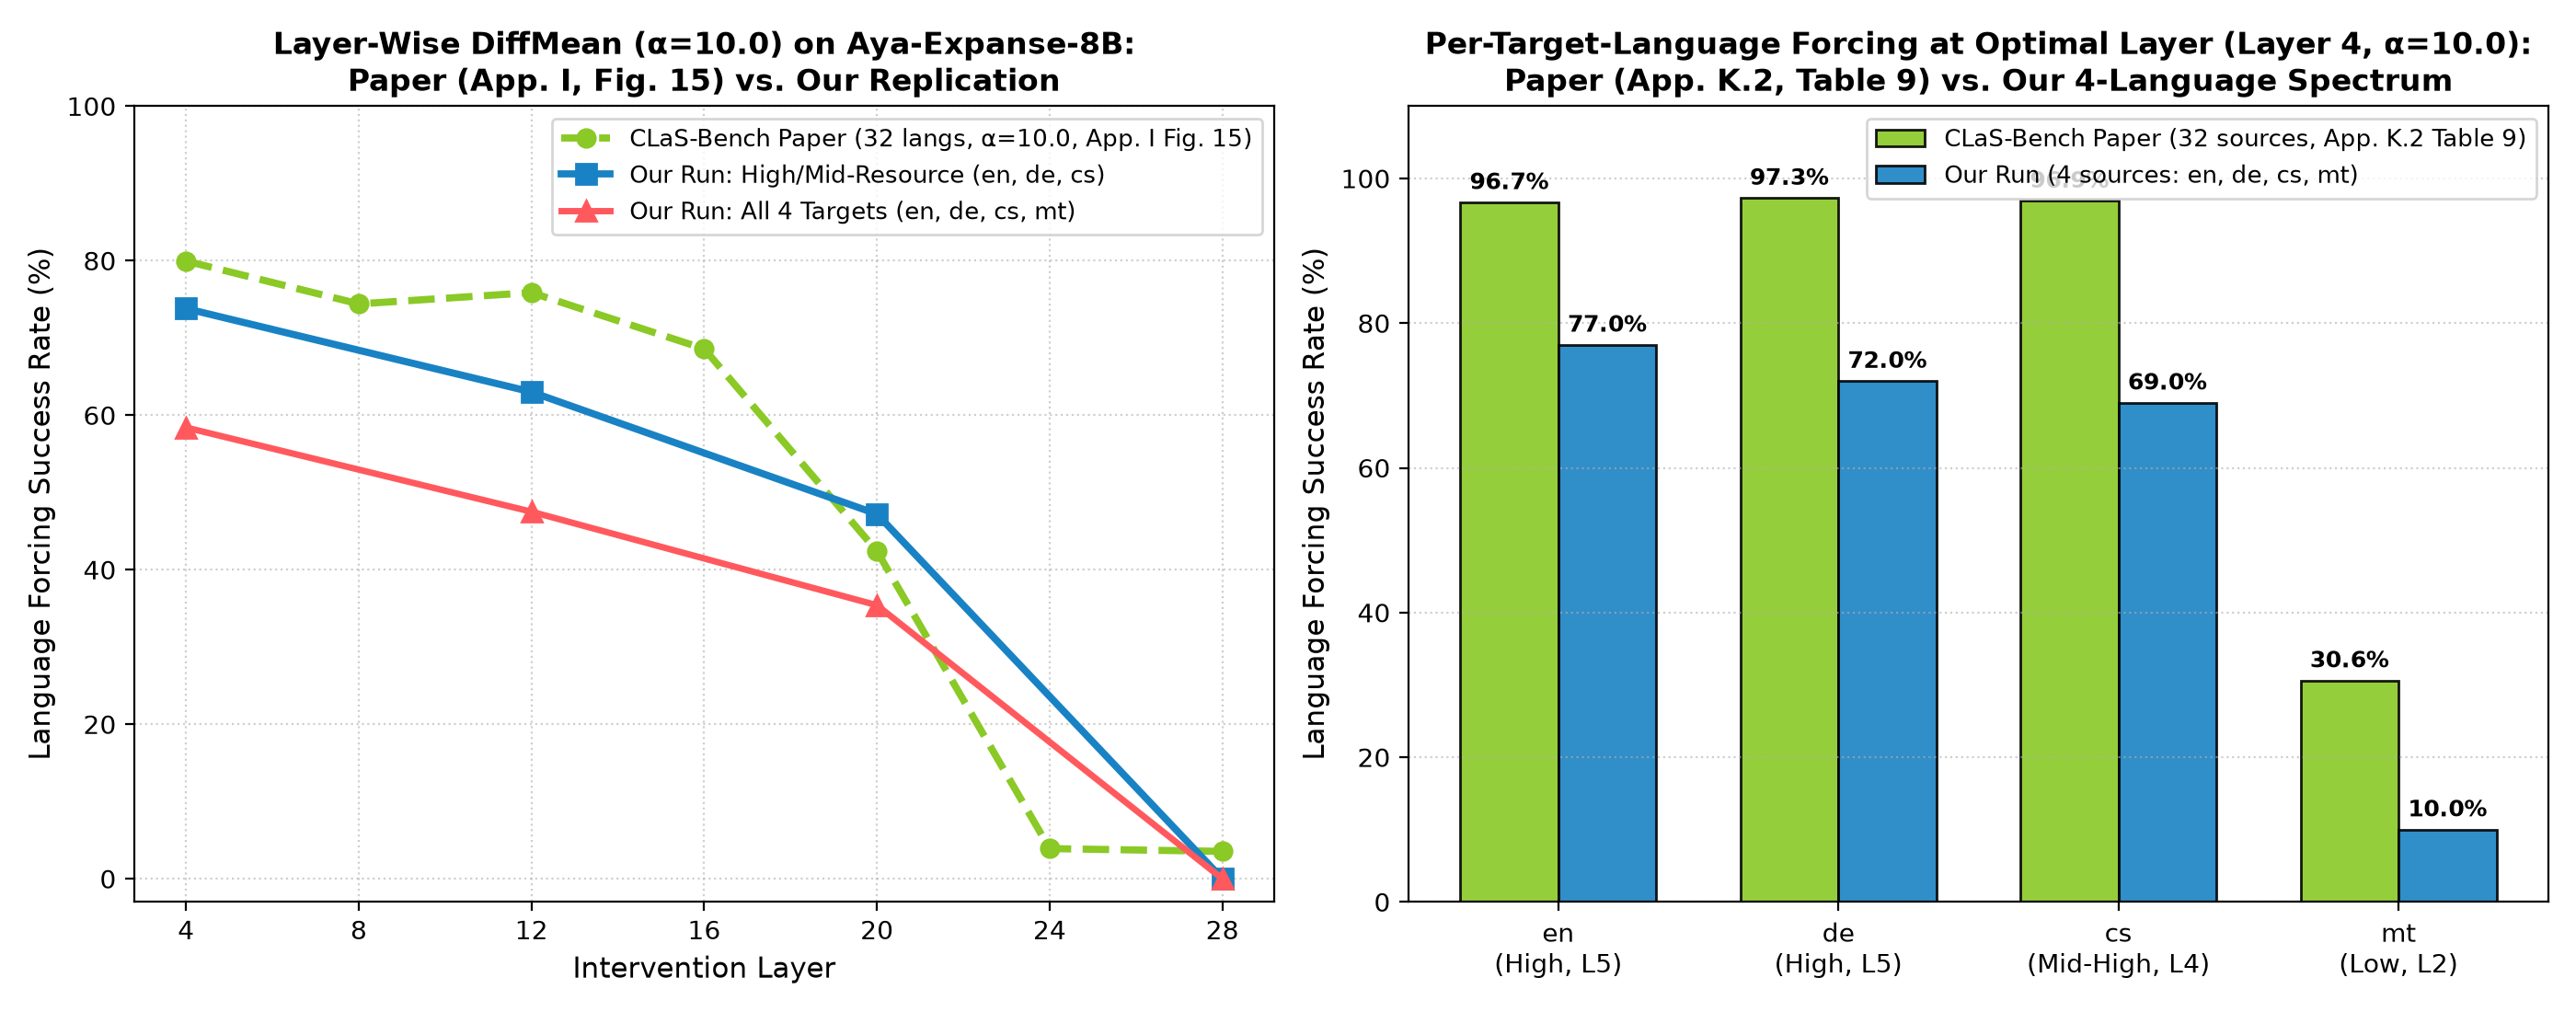 Layer-Wise DiffMean (α=10.0) on Aya-Expanse-8B:
Paper (App. I, Fig. 15) vs. Our Replication
Language Forcing Success Rate (%)
100
80
60
40
20
0
CLaS-Bench Paper (32 langs, α=10.0, App. I Fig. 15)
Our Run: High/Mid-Resource (en, de, cs)
Our Run: All 4 Targets (en, de, cs, mt)
4 8 12 16 20 24 28
Intervention Layer
Per-Target-Language Forcing at Optimal Layer (Layer 4, α=10.0):
Paper (App. K.2, Table 9) vs. Our 4-Language Spectrum
Language Forcing Success Rate (%)
100
80
60
40
20
0
CLaS-Bench Paper (32 sources, App. K.2 Table 9)
Our Run (4 sources: en, de, cs, mt)
96.7% 97.3% 96.9%
77.0% 72.0% 69.0%
30.6%
10.0%
en de cs mt
(High, L5) (High, L5) (Mid-High, L4) (Low, L2)